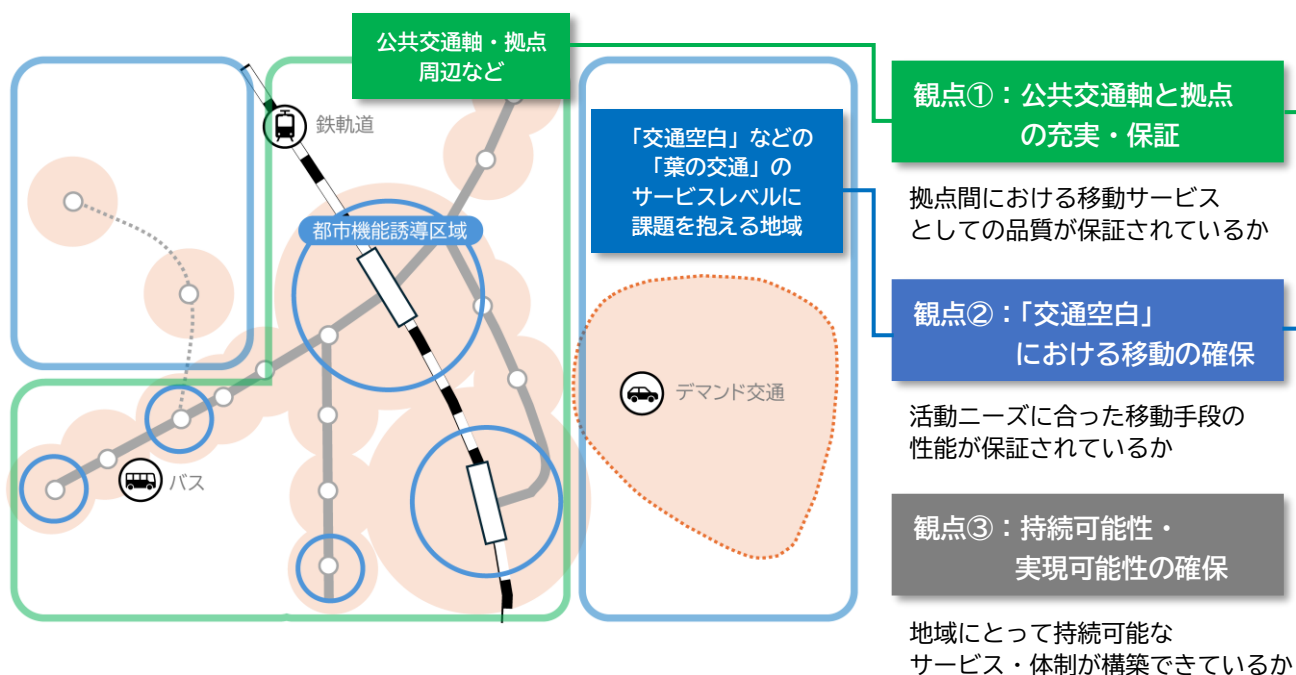 公共交通軸・拠点
周辺など
鉄軌道
「交通空白」などの
「葉の交通」の
サービスレベルに
課題を抱える地域
都市機能誘導区域
デマンド交通
バス
観点①：公共交通軸と拠点
の充実・保証
拠点間における移動サービス
としての品質が保証されているか
観点②：「交通空白」
における移動の確保
活動ニーズに合った移動手段の
性能が保証されているか
観点③：持続可能性・
実現可能性の確保
地域にとって持続可能な
サービス・体制が構築できているか